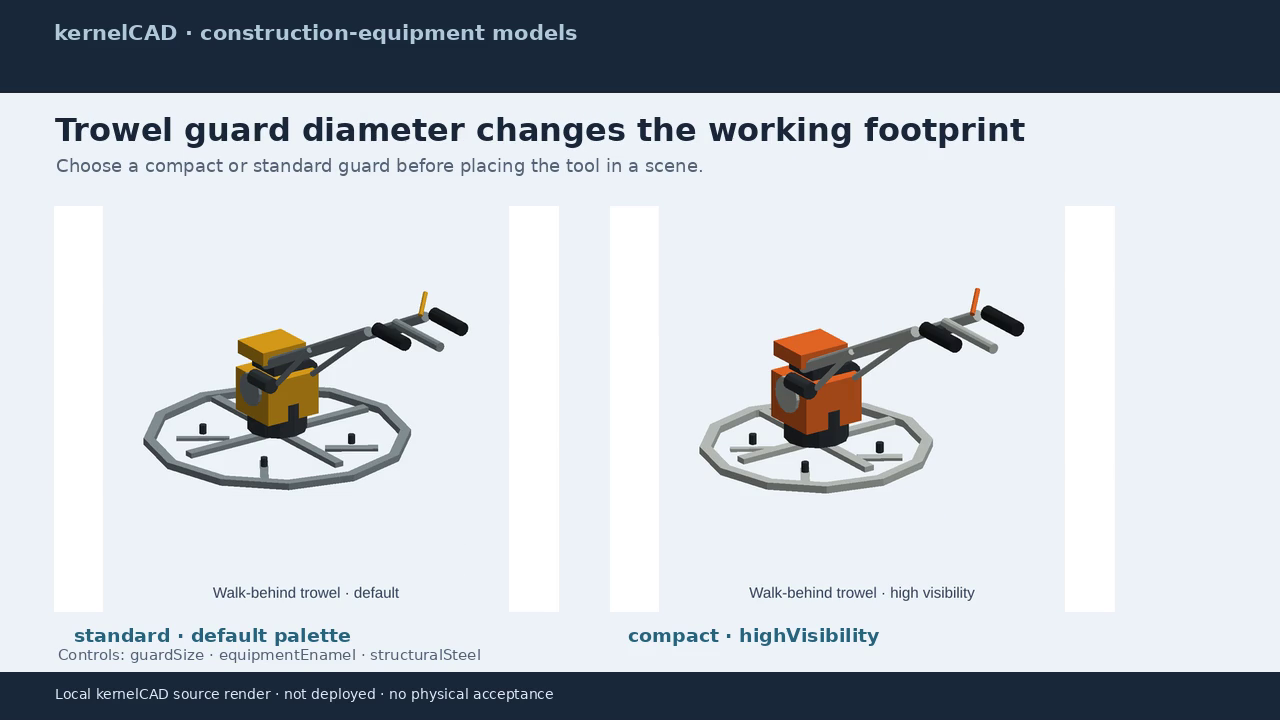 kernelCAD · construction-equipment models
Trowel guard diameter changes the working footprint
Choose a compact or standard guard before placing the tool in a scene.
Walk-behind trowel · default
Walk-behind trowel · high visibility
standard · default palette
compact · highVisibility
Controls: guardSize · equipmentEnamel · structuralSteel
Local kernelCAD source render · not deployed · no physical acceptance